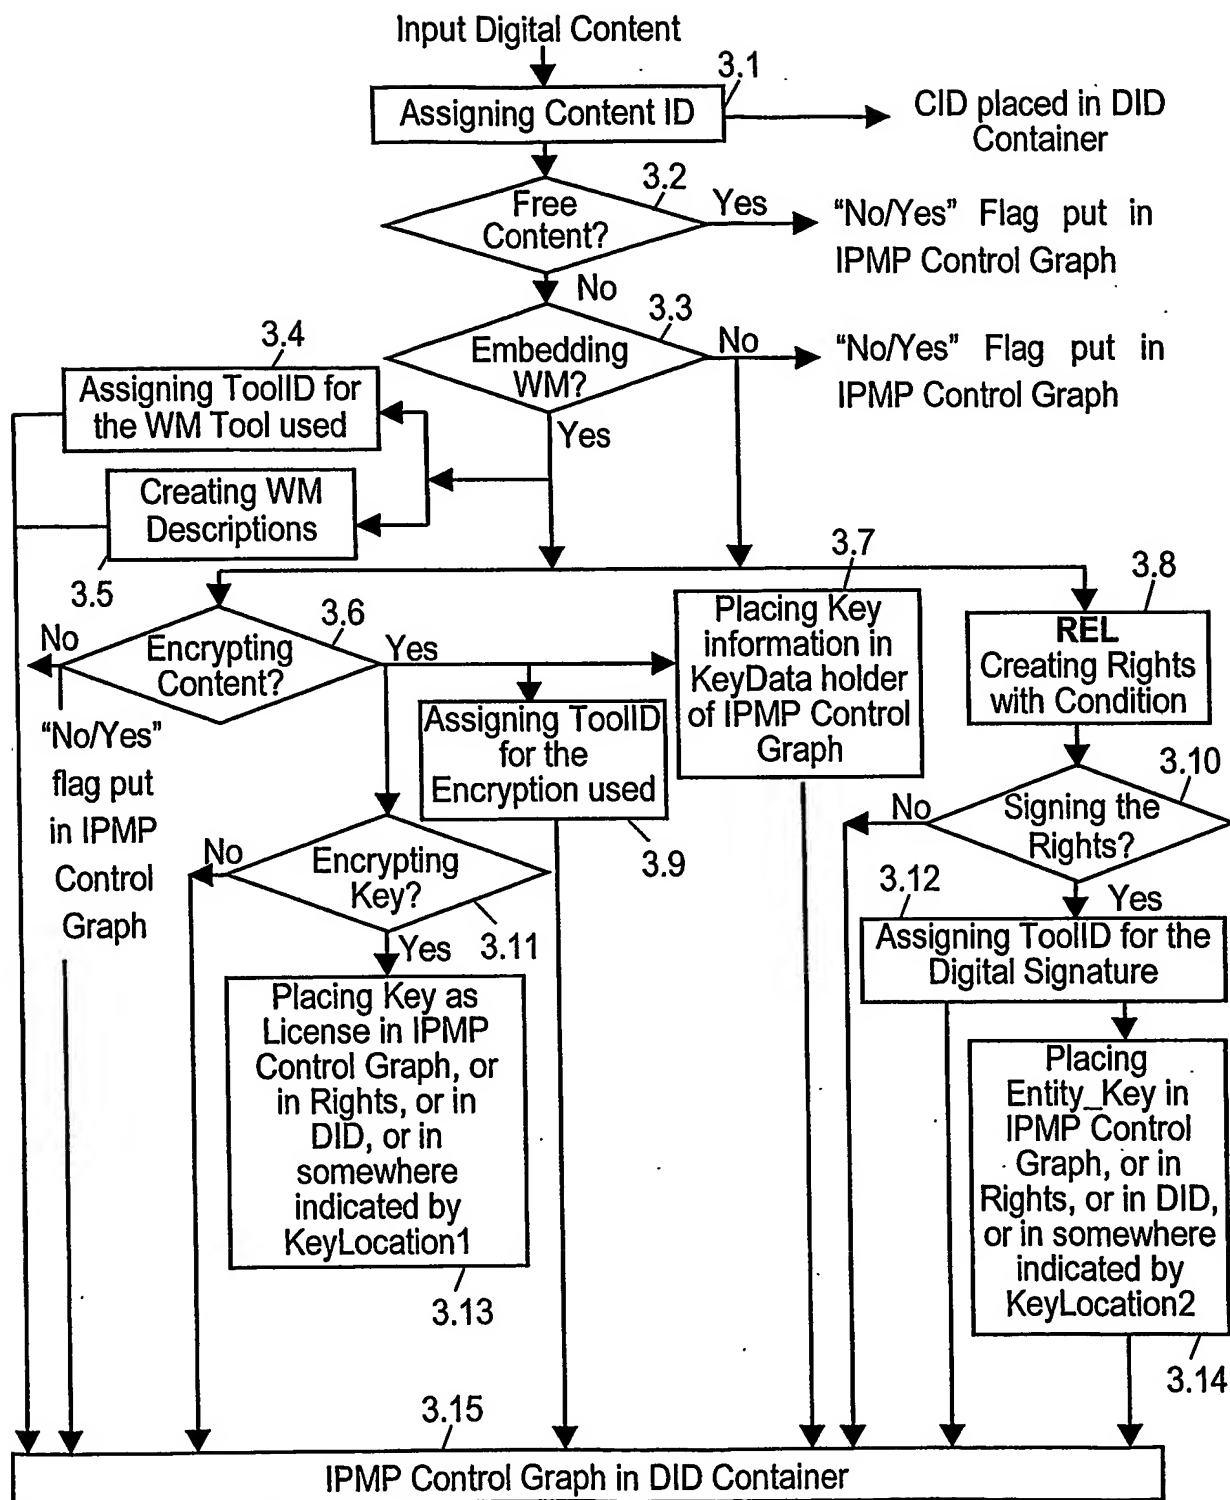 Input Digital Content
3.1
Assigning Content ID
CID placed in DID
Container
3.2
Free
Content?
Yes
“No/Yes” Flag put in
IPMP Control Graph
No
3.3
Embedding
WM?
No
“No/Yes” Flag put in
IPMP Control Graph
Yes
3.4
Assigning ToolID for
the WM Tool used
Creating WM
Descriptions
3.5
3.6
Encrypting
Content?
No
Yes
“No/Yes”
flag put
in IPMP
Control
Graph
3.7
Placing Key
information in
KeyData holder
of IPMP Control
Graph
3.8
REL
Creating Rights
with Condition
Assigning ToolID
for the
Encryption used
3.9
3.10
Signing the
Rights?
No
Yes
Encrypting
Key?
No
3.11
Yes
3.12
Assigning ToolID for the
Digital Signature
Placing Key as
License in IPMP
Control Graph, or
in Rights, or in
DID, or in
somewhere
indicated by
KeyLocation1
3.13
Placing
Entity_Key in
IPMP Control
Graph, or in
Rights, or in DID,
or in somewhere
indicated by
KeyLocation2
3.14
3.15
IPMP Control Graph in DID Container